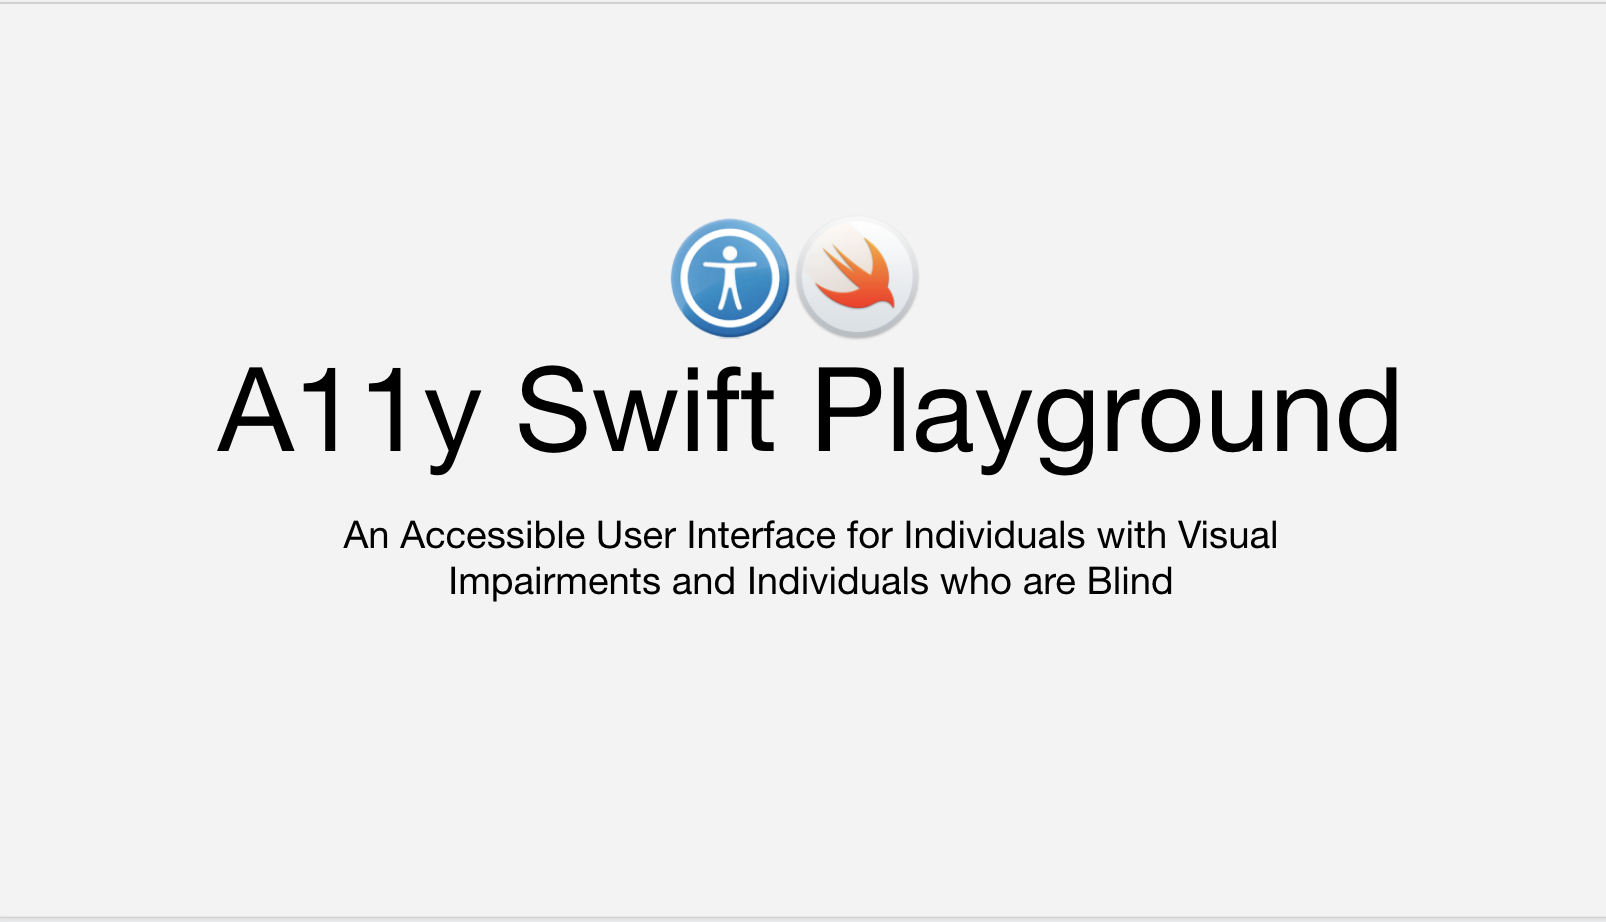 A11y Swift Playground
An Accessible User Interface for Individuals with Visual
Impairments and Individuals who are Blind